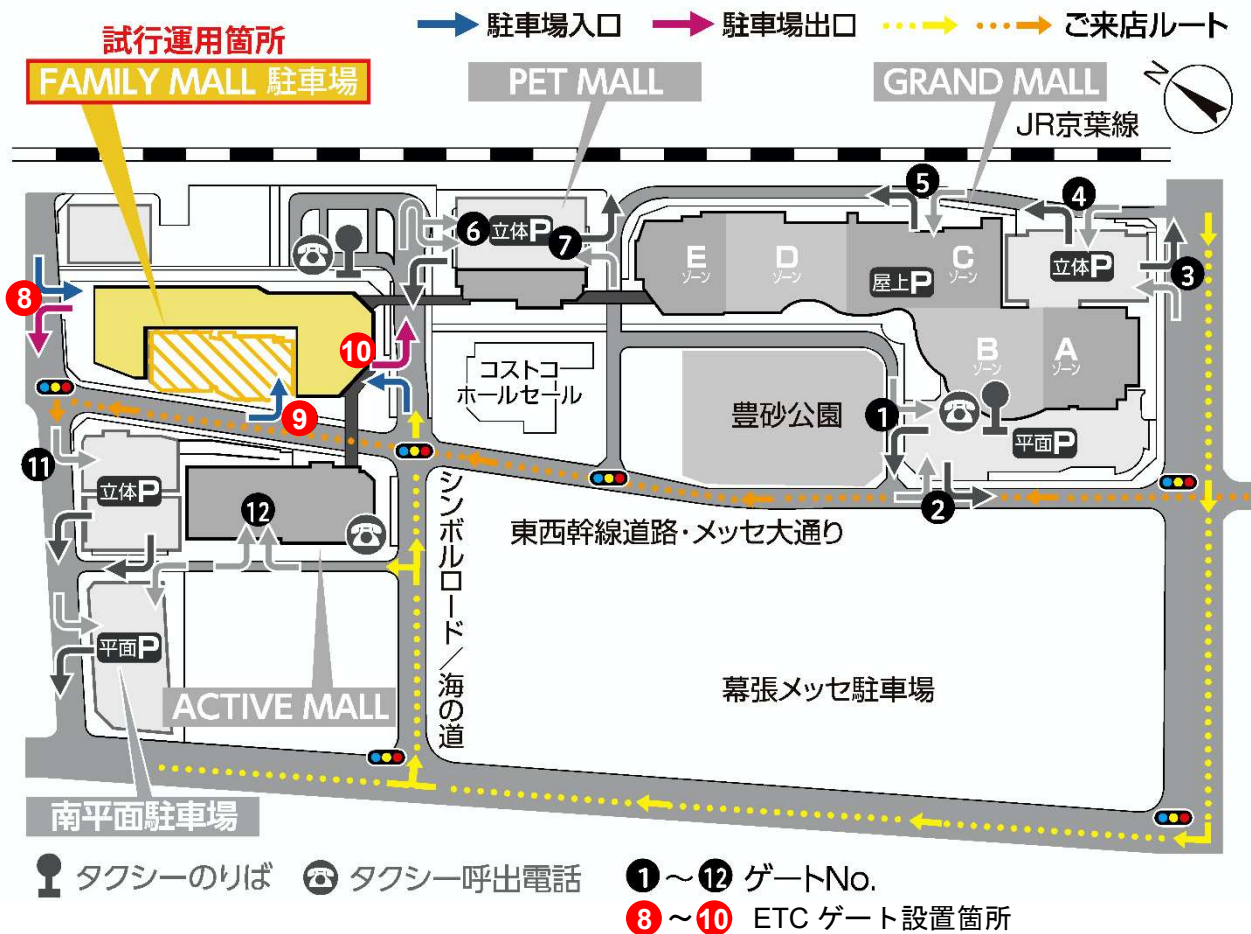 駐車場入口
駐車場出口
ご来店ルート
試行運用箇所
FAMILY MALL 駐車場
PET MALL
GRAND MALL
N
JR京葉線
5
4
6
立体P
7
E
ゾーン
D
ゾーン
C
ゾーン
屋上P
立体P
3
8
10
コストコ
ホールセール
B
ゾーン
A
ゾーン
豊砂公園
1
平面P
9
11
立体P
12
2
シンボルロード/海の道
東西幹線道路・メッセ大通り
平面P
ACTIVE MALL
幕張メッセ駐車場
南平面駐車場
タクシーのりば
タクシー呼出電話
1～12 ゲートNo.
8～10 ETC ゲート設置箇所